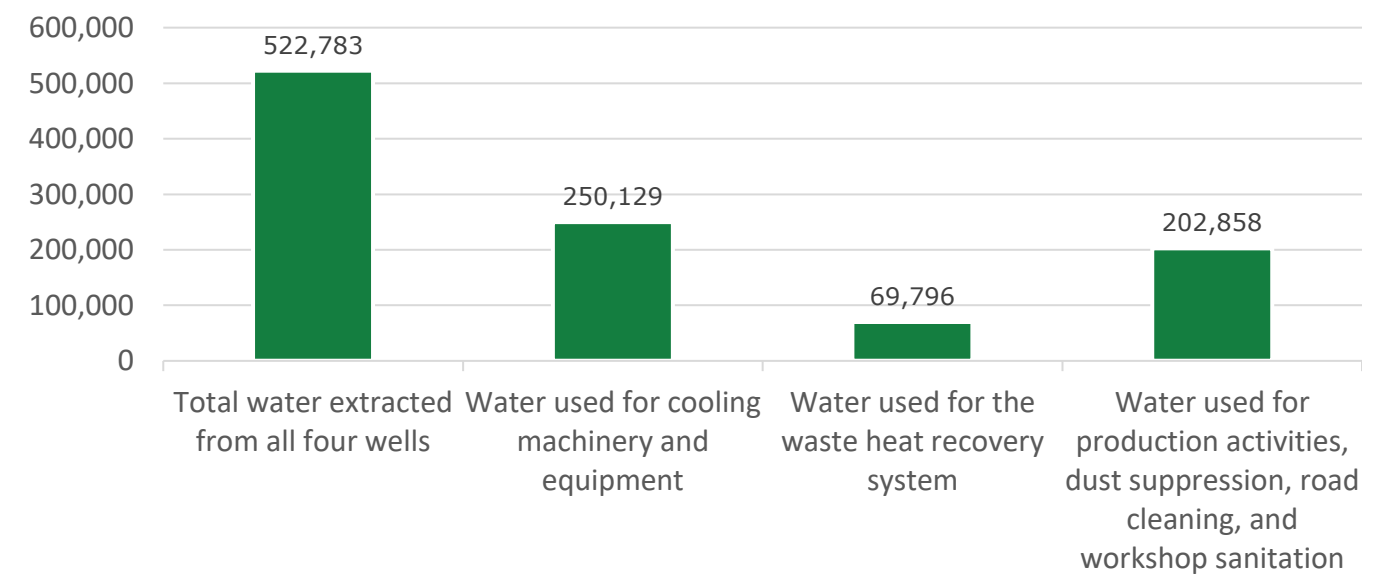 600,000
500,000
400,000
300,000
200,000
100,000
0
522,783
250,129
69,796
202,858
Total water extracted
from all four wells
Water used for cooling
machinery and
equipment
Water used for the
waste heat recovery
system
Water used for
production activities,
dust suppression, road
cleaning, and
workshop sanitation